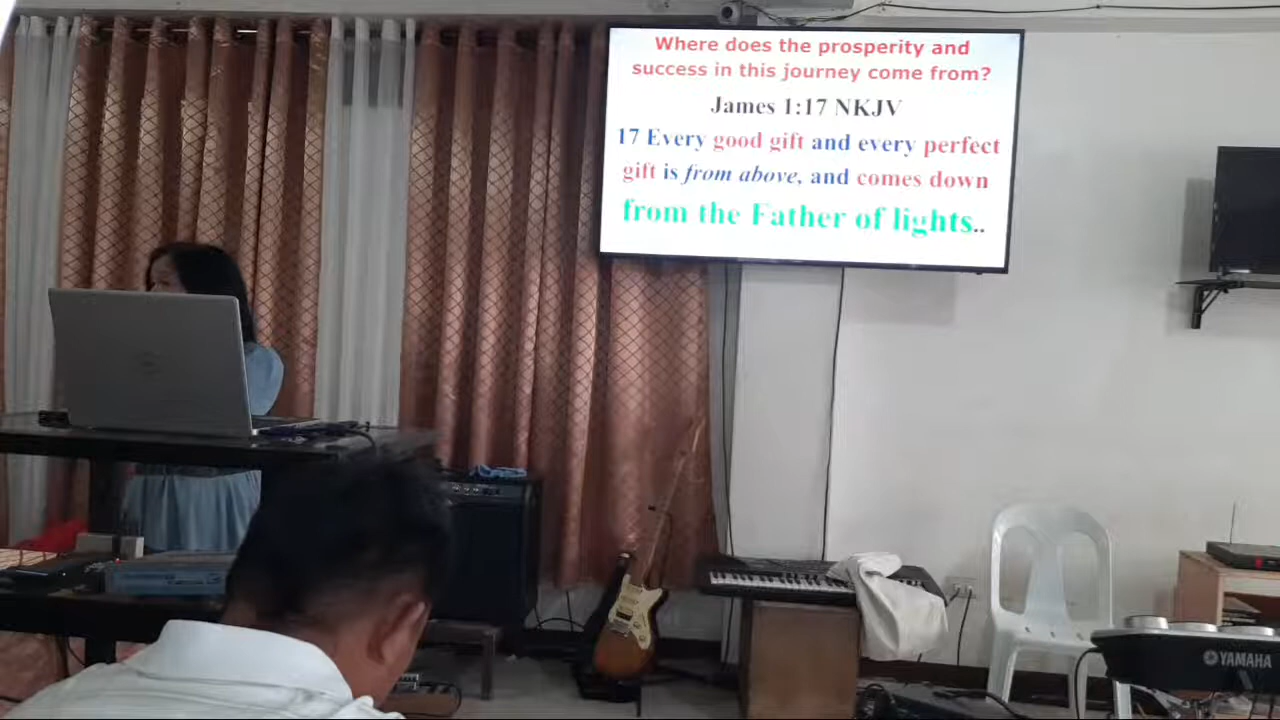 Where does the prosperity and
success in this journey come from?
James 1:17 NKJV
17 Every good gift and every perfect
gift is from above, and comes down
from the Father of lights..
YAMAHA